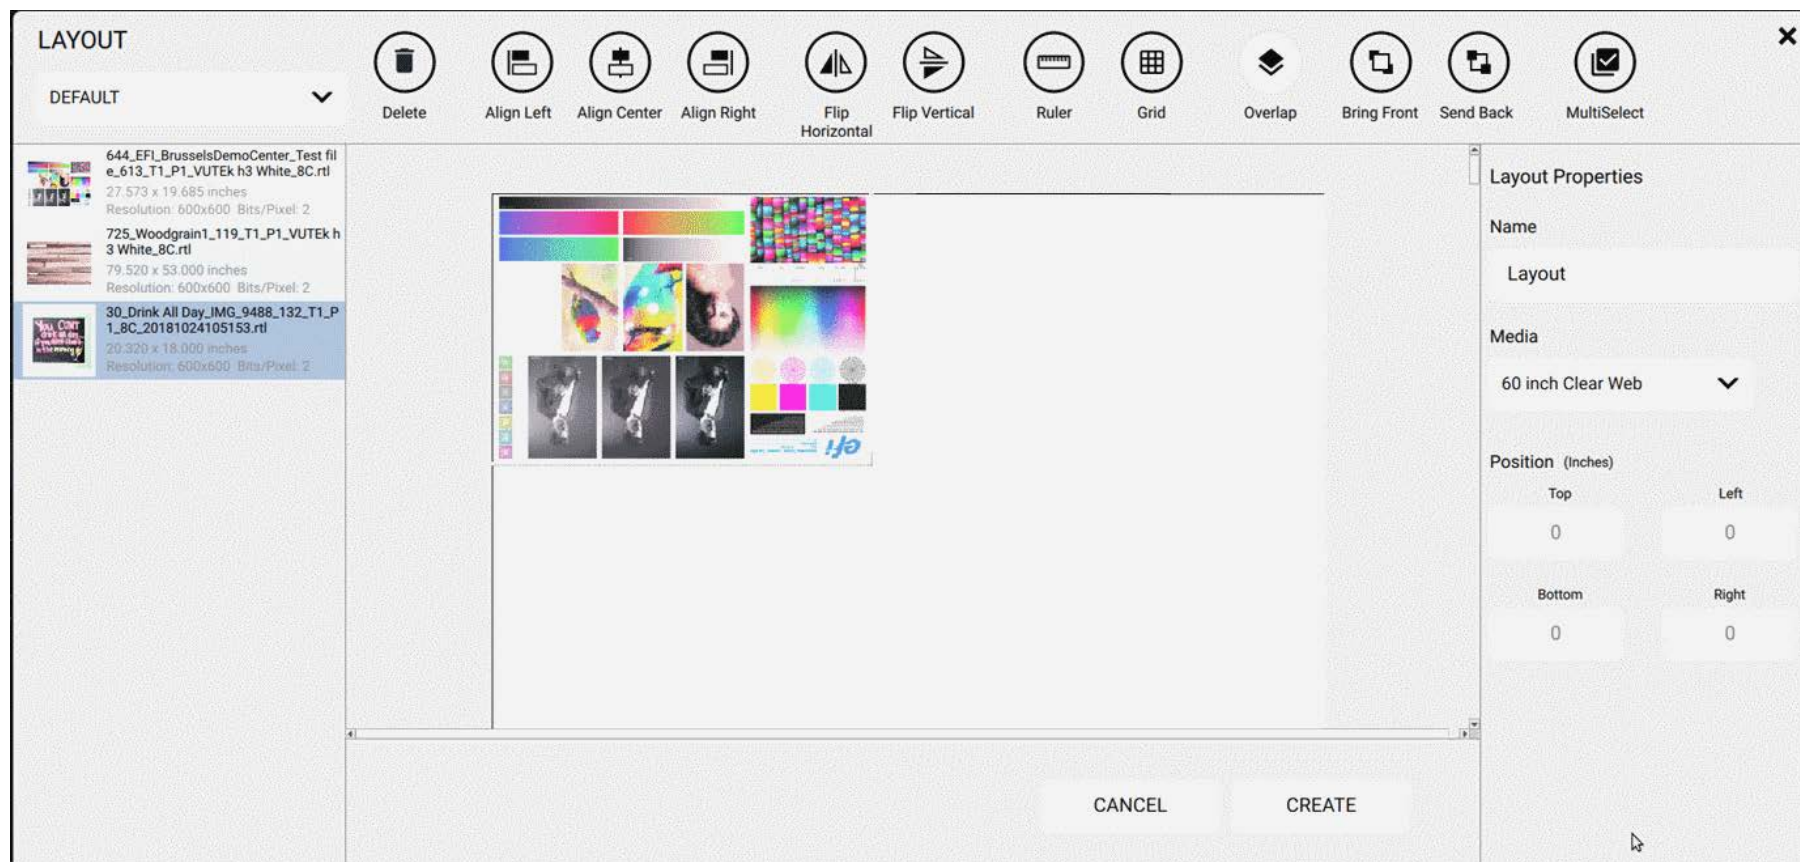 LAYOUT
DEFAULT
Delete
Align Left
Align Center
Align Right
Flip
Horizontal
Flip Vertical
Ruler
Grid
Overlap
Bring Front
Send Back
MultiSelect
644_EFI_BrusselsDemoCenter_Test fil
e_613_T1_P1_VUTEk h3 White_8C.rtl
27.573 x 19.685 inches
Resolution: 600x600 Bits/Pixel: 2
725_Woodgrain1_119_T1_P1_VUTEk h
3 White_8C.rtl
79.520 x 53.000 inches
Resolution: 600x600 Bits/Pixel: 2
30_Drink All Day_IMG_9488_132_T1_P
1_8C_20181024105153.rtl
20.320 x 18.000 inches
Resolution: 600x600 Bits/Pixel: 2
efi
Layout Properties
Name
Layout
Media
60 inch Clear Web
Position (Inches)
Top
Left
0
0
Bottom
Right
0
0
CANCEL
CREATE